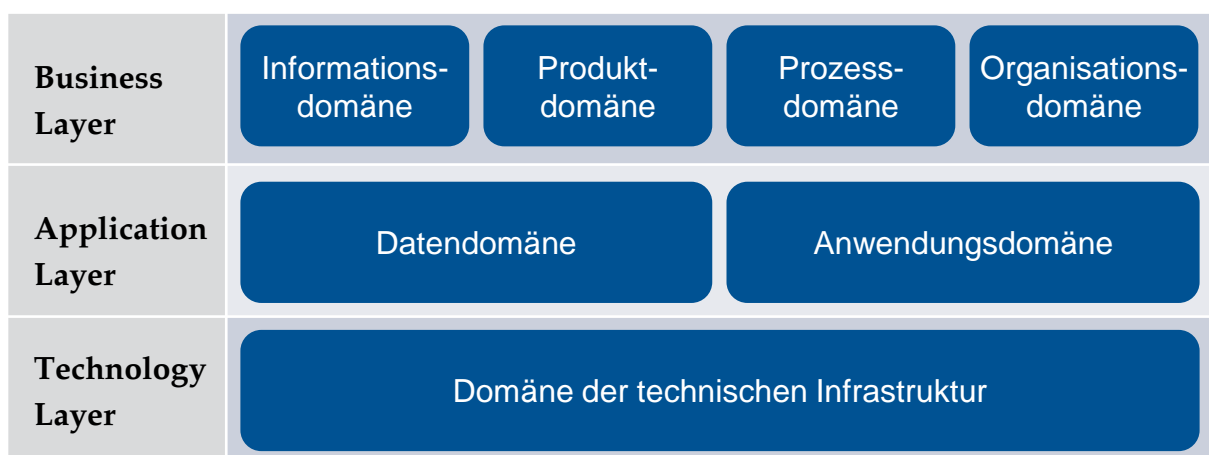 Business
Layer
Informations-
domäne
Produkt-
domäne
Prozess-
domäne
Organisations-
domäne
Application
Layer
Datendomäne
Anwendungsdomäne
Technology
Layer
Domäne der technischen Infrastruktur